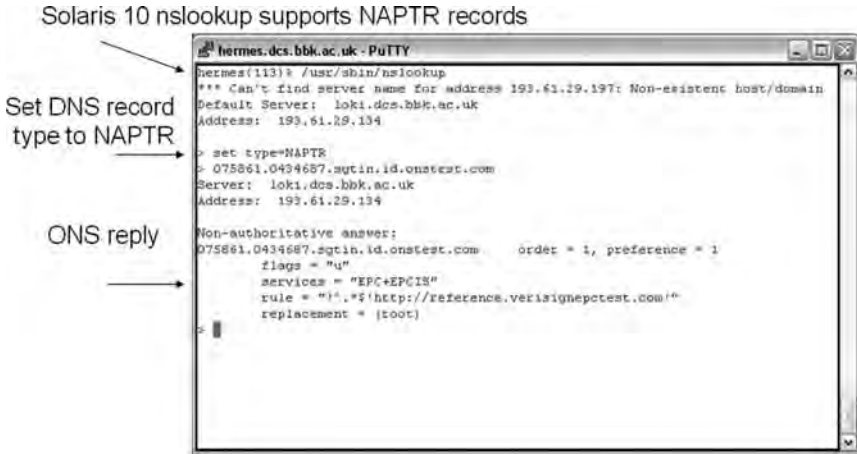 Solaris 10 nslookup supports NAPTR records
hermes.dcs.bbk.ac.uk - PuTTY
hermes(113)% /usr/sbin/nslookup
*** Can't find server name for address 193.61.29.197: Non-existent host/domain
Default Server: loki.dcs.bbk.ac.uk
Address: 193.61.29.134
Set DNS record
type to NAPTR
> set type=NAPTR
> 075861.0434687.sgtin.id.onstest.com
Server: loki.dcs.bbk.ac.uk
Address: 193.61.29.134
ONS reply
Non-authoritative answer:
075861.0434687.sgtin.id.onstest.com order = 1, preference = 1
flags = "u"
services = "EPC+EPCIS"
rule = "!^.*$!http://reference.verisignepctest.com!"
replacement = (root)
>